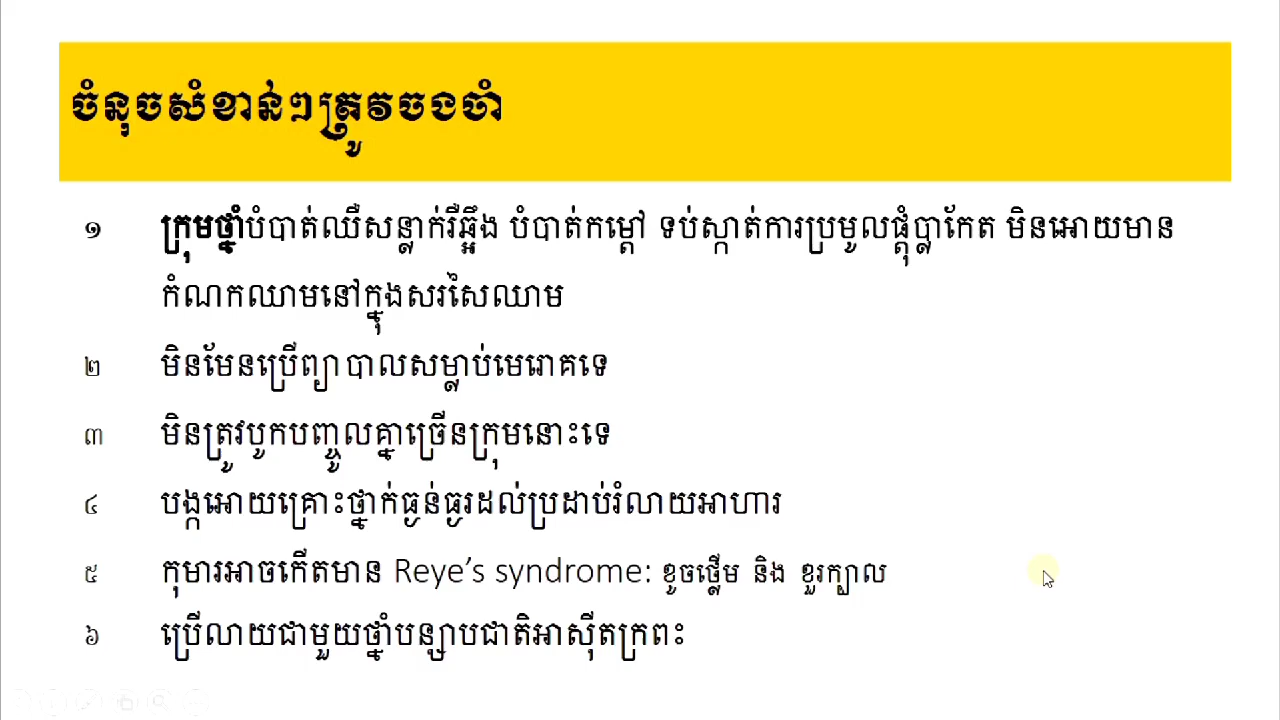 ចំនុចសំខាន់ៗត្រូវចងចាំ
១ ក្រុមថ្នាំបំបាត់ឈឺសន្លាក់រឺឆ្អឹង បំបាត់កម្ដៅ ទប់ស្កាត់ការប្រមូលផ្ដុំប្លាកែត មិនអោយមាន
កំណកឈាមនៅក្នុងសរសៃឈាម
២ មិនមែនប្រើព្យាបាលសម្លាប់មេរោគទេ
៣ មិនត្រូវបូកបញ្ចូលគ្នាច្រើនក្រុមនោះទេ
៤ បង្កអោយគ្រោះថ្នាក់ធ្ងន់ធ្ងរដល់ប្រដាប់រំលាយអាហារ
៥ កុមារអាចកើតមាន Reye’s syndrome: ខូចថ្លើម និង ខួរក្បាល
៦ ប្រើលាយជាមួយថ្នាំបន្សាបជាតិអាស៊ីតក្រពះ